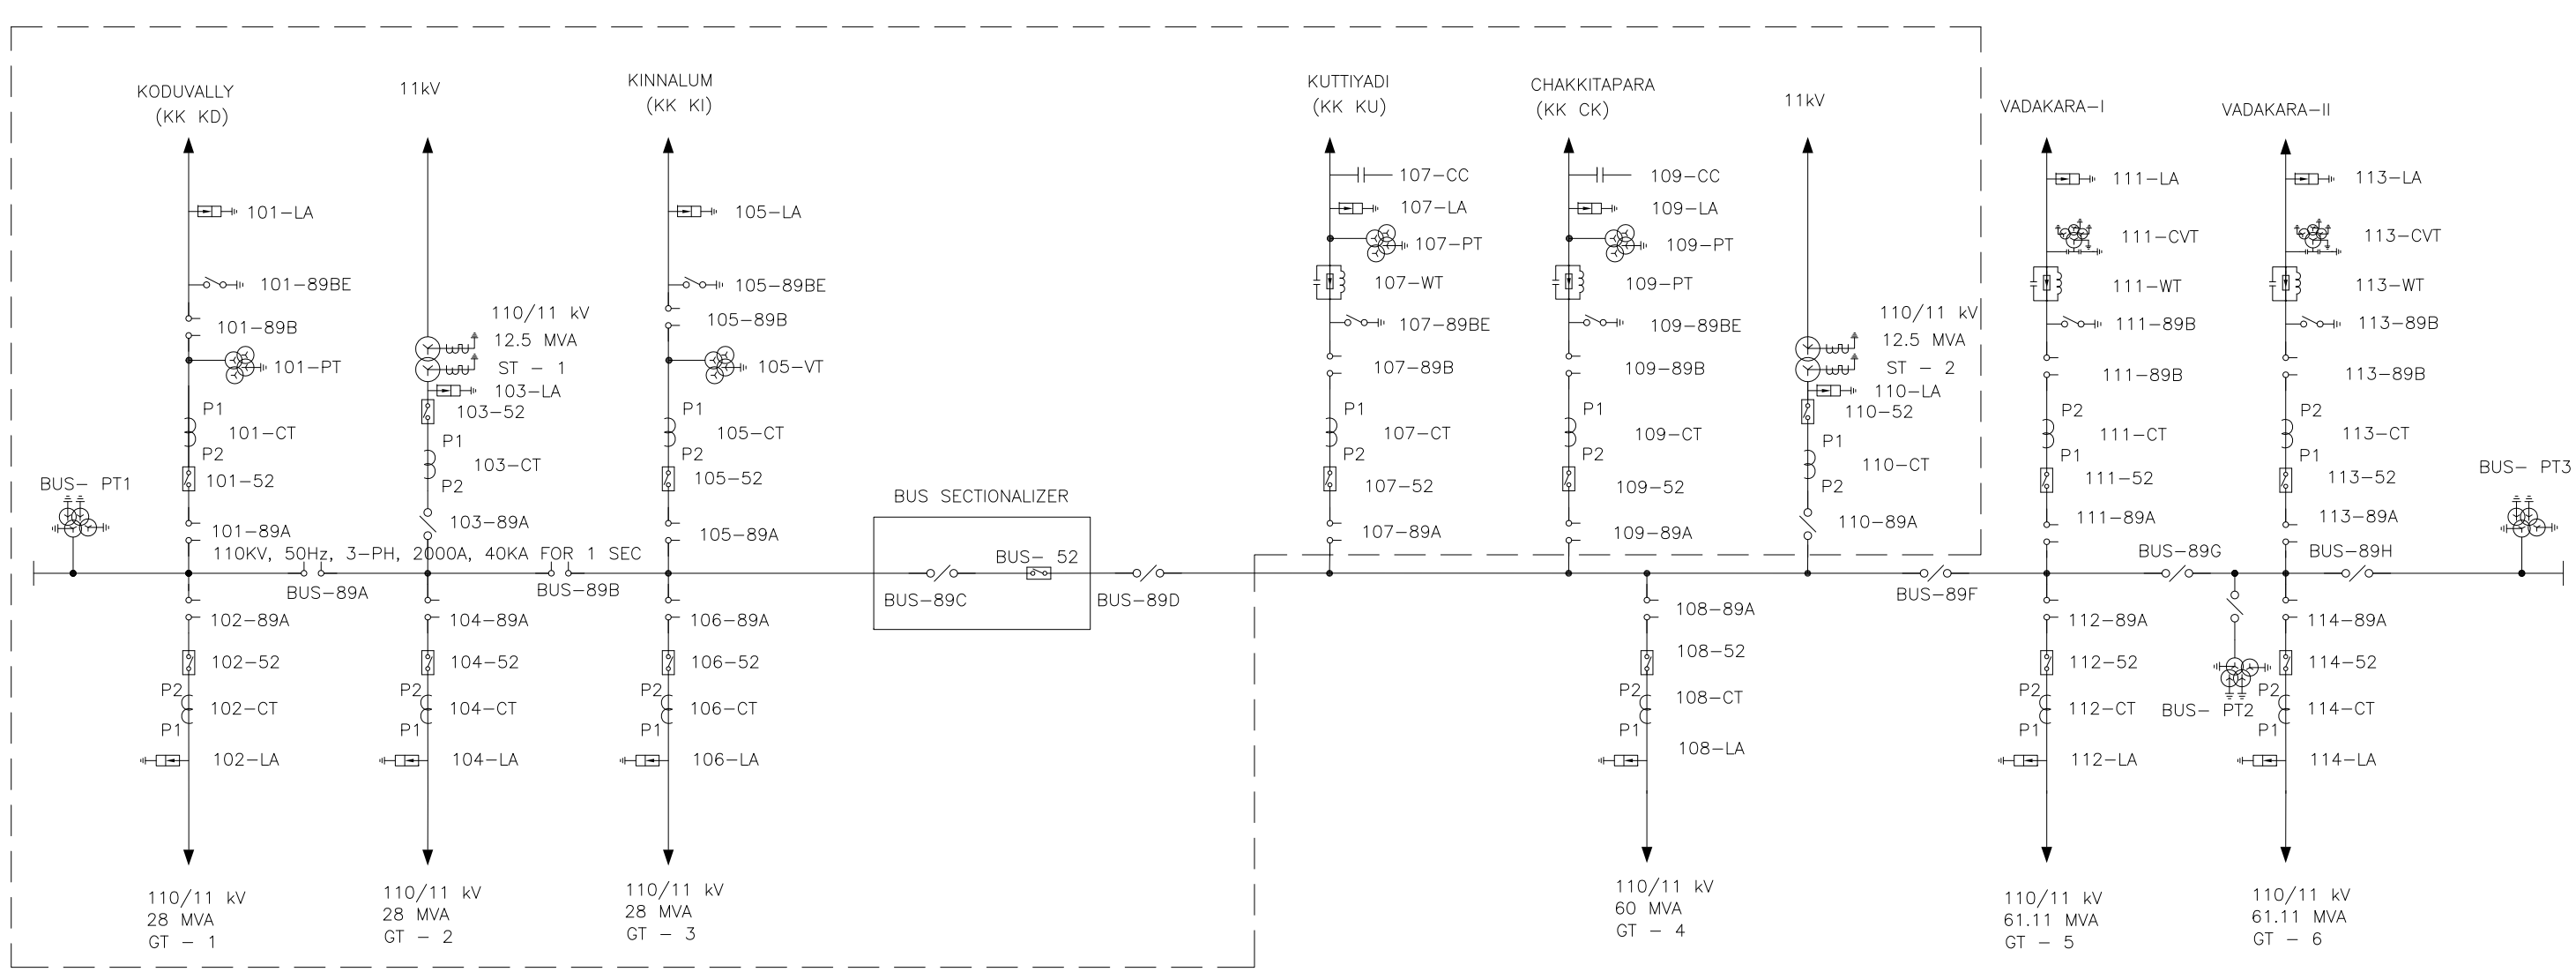 KODUVALLY
(KK KD)
11kV
KINNALUM
(KK KI)
KUTTIYADI
(KK KU)
CHAKKITAPARA
(KK CK)
11kV
VADAKARA-I
VADAKARA-II
101-LA
101-89BE
101-89B
101-PT
P1
101-CT
P2
101-52
101-89A
110/11 kV
12.5 MVA
ST - 1
103-LA
103-52
P1
103-CT
P2
103-89A
105-LA
105-89BE
105-89B
105-VT
P1
105-CT
P2
105-52
105-89A
107-CC
107-LA
107-PT
107-WT
107-89BE
107-89B
P1
107-CT
P2
107-52
107-89A
109-CC
109-LA
109-PT
109-PT
109-89BE
109-89B
P1
109-CT
P2
109-52
109-89A
110/11 kV
12.5 MVA
ST - 2
110-LA
110-52
P1
110-CT
P2
110-89A
111-LA
111-CVT
111-WT
111-89B
111-89B
P2
111-CT
P1
111-52
111-89A
113-LA
113-CVT
113-WT
113-89B
113-89B
P2
113-CT
P1
113-52
113-89A
BUS- PT1
BUS- PT3
110KV, 50Hz, 3-PH, 2000A, 40KA FOR 1 SEC
BUS-89A
BUS-89B
BUS SECTIONALIZER
BUS- 52
BUS-89C
BUS-89D
BUS-89F
BUS-89G
BUS-89H
BUS- PT2
102-89A
102-52
P2
102-CT
P1
102-LA
104-89A
104-52
P2
104-CT
P1
104-LA
106-89A
106-52
P2
106-CT
P1
106-LA
108-89A
108-52
P2
108-CT
P1
108-LA
112-89A
112-52
P2
112-CT
P1
112-LA
114-89A
114-52
P2
114-CT
P1
114-LA
110/11 kV
28 MVA
GT - 1
110/11 kV
28 MVA
GT - 2
110/11 kV
28 MVA
GT - 3
110/11 kV
60 MVA
GT - 4
110/11 kV
61.11 MVA
GT - 5
110/11 kV
61.11 MVA
GT - 6